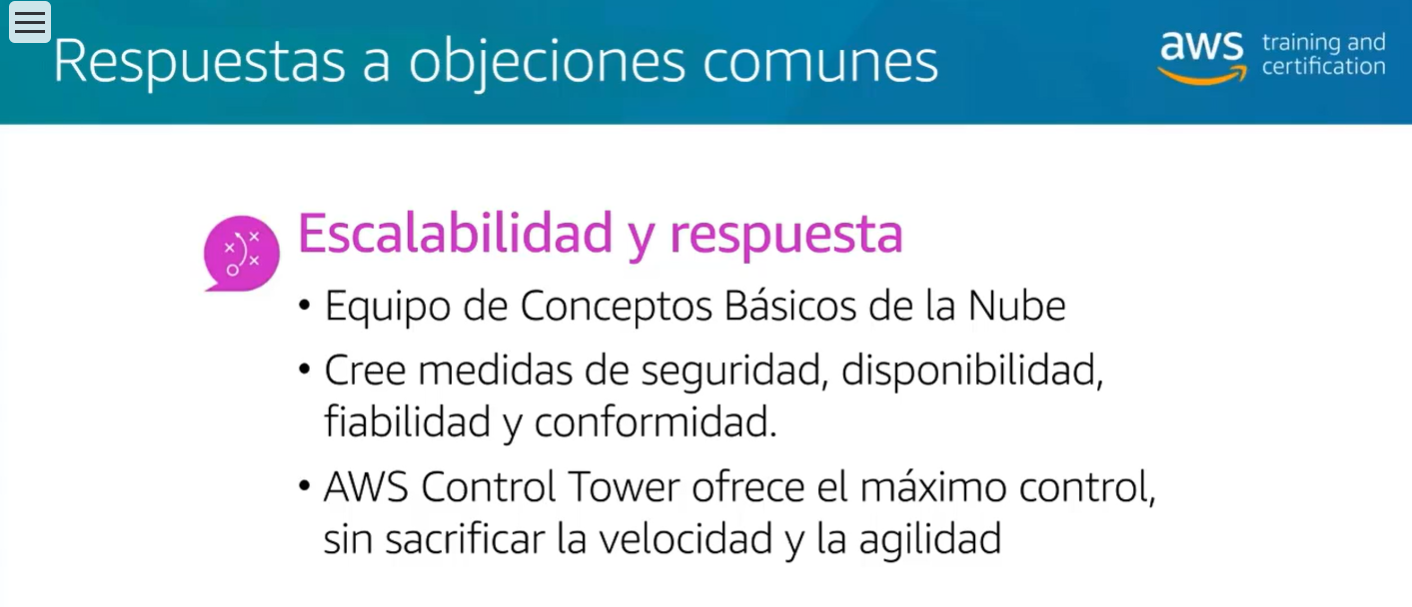 Respuestas a objeciones comunes
aws training and
certification
Escalabilidad y respuesta
• Equipo de Conceptos Básicos de la Nube
• Cree medidas de seguridad, disponibilidad,
fiabilidad y conformidad.
• AWS Control Tower ofrece el máximo control,
sin sacrificar la velocidad y la agilidad